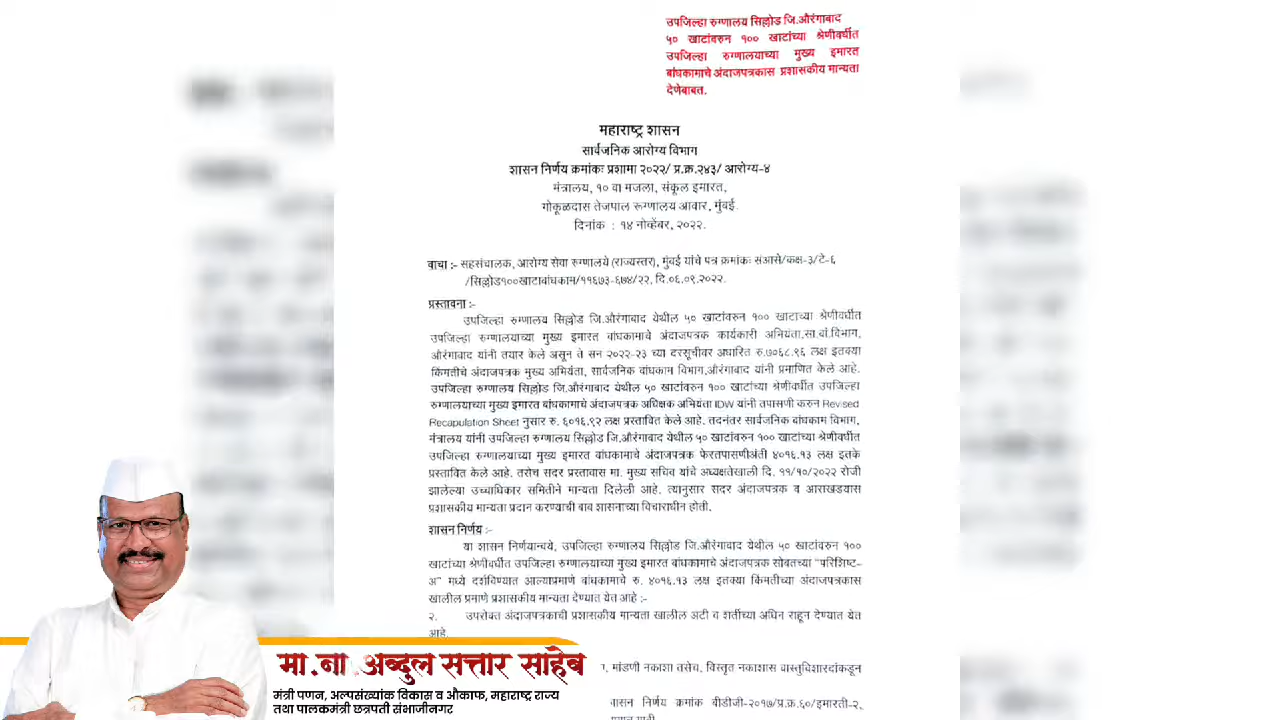 उपजिल्हा रुग्णालय सिल्लोड जि.औरंगाबाद
५० खाटांवरुन १०० खाटांच्या श्रेणीवर्धीत
उपजिल्हा रुग्णालयाच्या मुख्य इमारत
बांधकामाचे अंदाजपत्रकास प्रशासकीय मान्यता
देणेबाबत.
महाराष्ट्र शासन
सार्वजनिक आरोग्य विभाग
शासन निर्णय क्रमांकः प्रशामा २०२२/ प्र.क्र.२४३/ आरोग्य-४
मंत्रालय, १० वा मजला, संकूल इमारत,
गोकूळदास तेजपाल रूग्णालय आवार, मुंबई.
दिनांक : १४ नोव्हेंबर, २०२२.
वाचा :- सहसंचालक, आरोग्य सेवा रुग्णालये (राज्यस्तर), मुंबई यांचे पत्र क्रमांकः संआसे/कक्ष-३/टे-६
/सिल्लोड१००खाटाबांधकाम/११६७३-६७४/२२, दि.०६.०९.२०२२.
प्रस्तावना :-
उपजिल्हा रुग्णालय सिल्लोड जि.औरंगाबाद येथील ५० खाटांवरुन १०० खाटांच्या श्रेणीवर्धीत
उपजिल्हा रुग्णालयाच्या मुख्य इमारत बांधकामाचे अंदाजपत्रक कार्यकारी अभियंता,सा.बां.विभाग,
औरंगाबाद यांनी तयार केले असून ते सन २०२२-२३ च्या दरसूचीवर अधारित रु.७०६८.९६ लक्ष इतक्या
किंमतीचे अंदाजपत्रक मुख्य अभियंता, सार्वजनिक बांधकाम विभाग,औरंगाबाद यांनी प्रमाणित केले आहे.
उपजिल्हा रुग्णालय सिल्लोड जि.औरंगाबाद येथील ५० खाटांवरुन १०० खाटांच्या श्रेणीवर्धीत उपजिल्हा
रुग्णालयाच्या मुख्य इमारत बांधकामाचे अंदाजपत्रक अधिक्षक अभियंता IDW यांनी तपासणी करुन Revised
Recapulation Sheet नुसार रु. ६०१६.९२ लक्ष प्रस्तावित केले आहे. तदनंतर सार्वजनिक बांधकाम विभाग,
मंत्रालय यांनी उपजिल्हा रुग्णालय सिल्लोड जि.औरंगाबाद येथील ५० खाटांवरुन १०० खाटांच्या श्रेणीवर्धीत
उपजिल्हा रुग्णालयाच्या मुख्य इमारत बांधकामाचे अंदाजपत्रक फेरतपासणीअंती ४०१६.१३ लक्ष इतके
प्रस्तावित केले आहे. तसेच सदर प्रस्तावास मा. मुख्य सचिव यांचे अध्यक्षतेखाली दि. ११/१०/२०२२ रोजी
झालेल्या उच्चाधिकार समितीने मान्यता दिलेली आहे. त्यानुसार सदर अंदाजपत्रक व आराखडयास
प्रशासकीय मान्यता प्रदान करण्याची बाब शासनाच्या विचाराधीन होती.
शासन निर्णय :-
या शासन निर्णयान्वये, उपजिल्हा रुग्णालय सिल्लोड जि.औरंगाबाद येथील ५० खाटांवरुन १००
खाटांच्या श्रेणीवर्धीत उपजिल्हा रुग्णालयाच्या मुख्य इमारत बांधकामाचे अंदाजपत्रक सोबतच्या "परिशिष्ट-
अ" मध्ये दर्शविण्यात आल्याप्रमाणे बांधकामाचे रु. ४०१६.१३ लक्ष इतक्या किंमतीच्या अंदाजपत्रकास
खालील प्रमाणे प्रशासकीय मान्यता देण्यात येत आहे :-
२. उपरोक्त अंदाजपत्रकाची प्रशासकीय मान्यता खालील अटी व शर्तीच्या अधिन राहून देण्यात येत
आहे.
मांडणी नकाशा तसेच, विस्तृत नकाशास वास्तुविशारदांकडून
शासन निर्णय क्रमांक बीडीजी-२०१७/प्र.क्र.६०/इमारती-२,
मा.ना.अब्दुल सत्तार साहेब
मंत्री पणन, अल्पसंख्यांक विकास व औकाफ, महाराष्ट्र राज्य
तथा पालकमंत्री छत्रपती संभाजीनगर